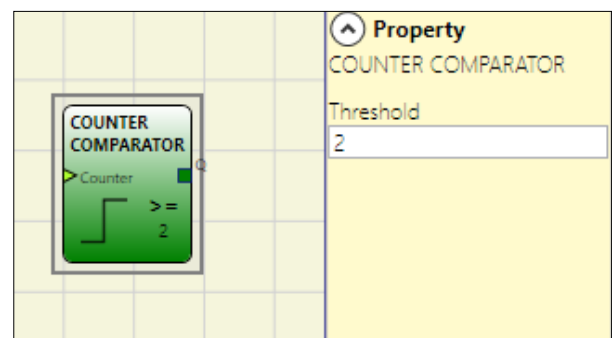 COUNTER
COMPARATOR
Counter
Q
>=
2
Property
COUNTER COMPARATOR
Threshold
2